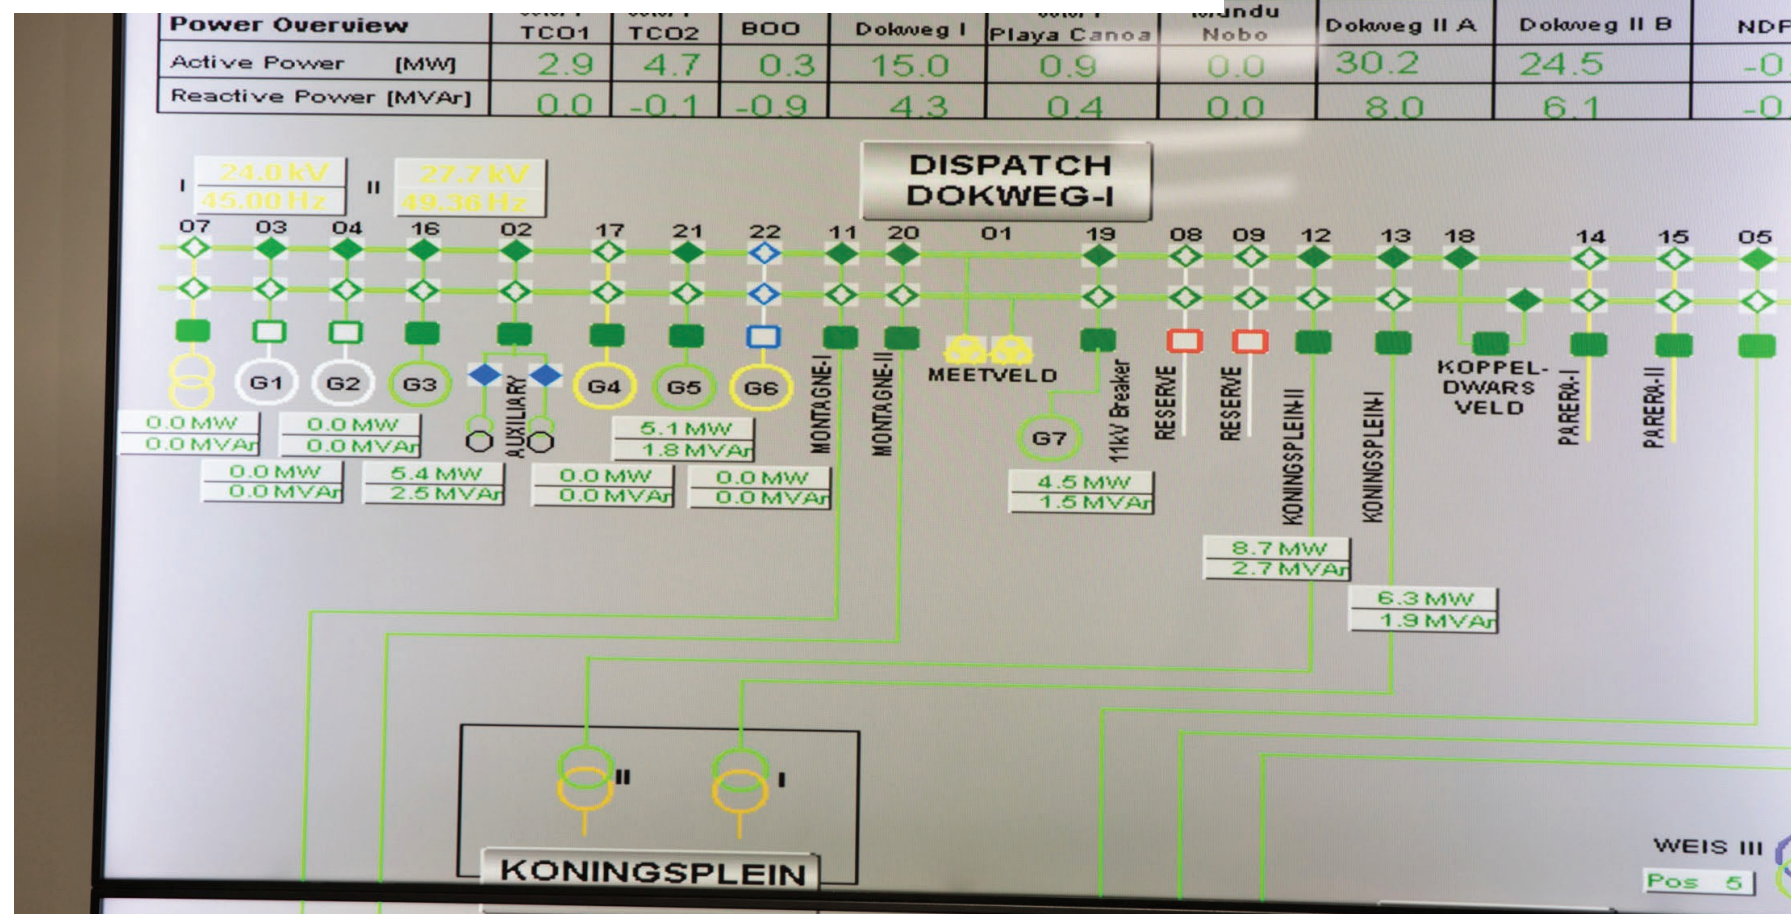 Power Overview TCO1 TCO2 BOO Dokweg I Playa Canoa Nobo Dokweg II A Dokweg II B
Active Power [MW] 2.9 4.7 0.3 15.0 0.9 0.0 30.2 24.5
Reactive Power [MVAr] 0.0 -0.1 -0.9 4.3 0.4 0.0 8.0 6.1
DISPATCH
DOKWEG-I
I 24.0 kV II 27.7 kV
45.00 Hz 49.36 Hz
07 03 04 16 02 17 21 22 11 20 01 19 08 09 12 13 18 14 15 05
G1 G2 G3 G4 G5 G6
AUXILIARY
MONTAGNE-I
MONTAGNE-II
MEETVELD
G7
11kV Breaker
RESERVE
RESERVE
KONINGSPLEIN-II
KONINGSPLEIN-I
KOPPEL-
DWARS
VELD
PARERA-I
PARERA-II
0.0 MW 0.0 MW 5.1 MW
0.0 MVAr 0.0 MVAr 1.8 MVAr
0.0 MW 5.4 MW 0.0 MW 0.0 MW 4.5 MW
0.0 MVAr 2.5 MVAr 0.0 MVAr 0.0 MVAr 1.5 MVAr
8.7 MW
2.7 MVAr
6.3 MW
1.9 MVAr
II I
KONINGSPLEIN
WEIS III
Pos 5